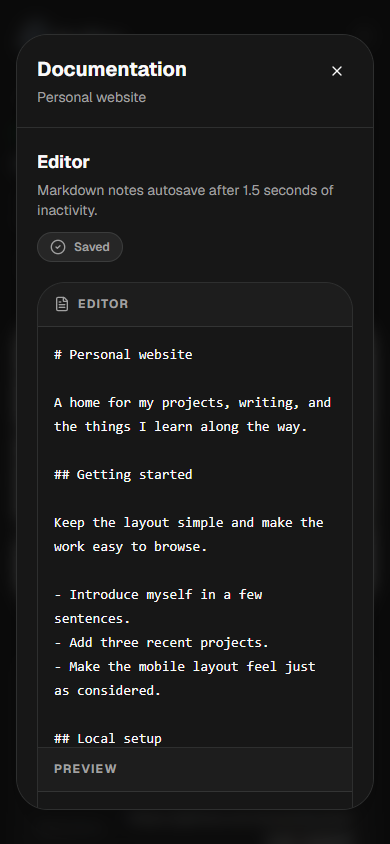 Documentation
Personal website
Editor
Markdown notes autosave after 1.5 seconds of
inactivity.
Saved
EDITOR
# Personal website
A home for my projects, writing, and
the things I learn along the way.
## Getting started
Keep the layout simple and make the
work easy to browse.
- Introduce myself in a few
sentences.
- Add three recent projects.
- Make the mobile layout feel just
as considered.
## Local setup
PREVIEW